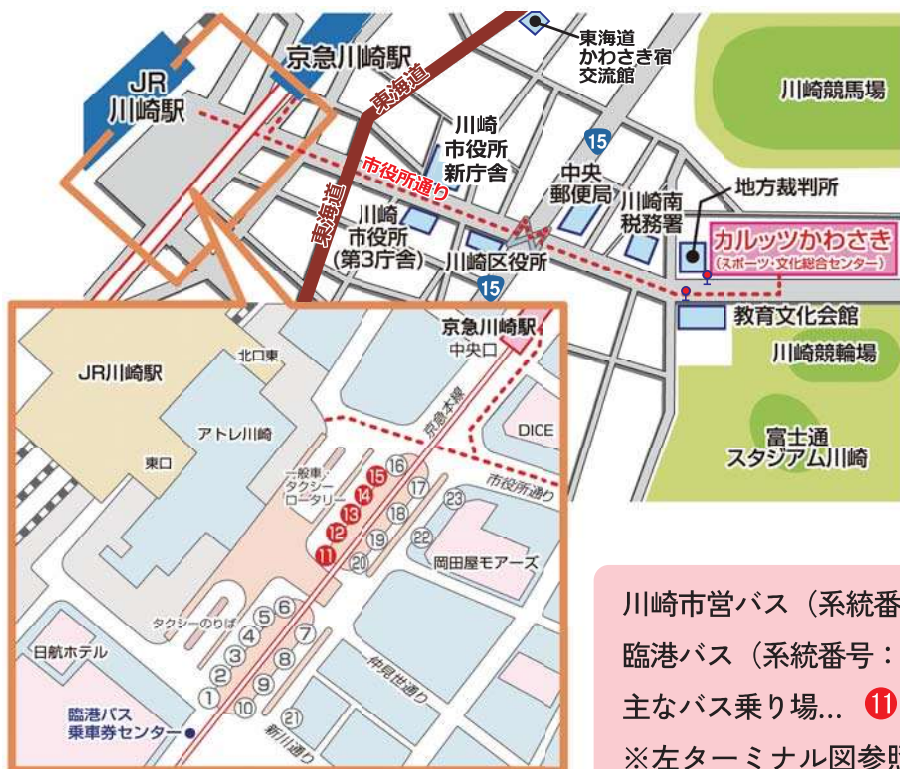 京急川崎駅
JR
川崎駅
東海道
東海道
かわさき宿
交流館
川崎競馬場
15
川崎
市役所
新庁舎
市役所通り
中央
郵便局
川崎南
税務署
地方裁判所
東海道
川崎
市役所
(第3庁舎)
川崎区役所
カルッツかわさき
(スポーツ・文化総合センター)
15
教育文化会館
川崎競輪場
富士通
スタジアム川崎
京急川崎駅
中央口
北口東
JR川崎駅
京急本線
アトレ川崎
DICE
東口
一般車・
タクシー
ロータリー
市役所通り
⑯
⑮
⑭
⑬
⑫
⑪
⑰
⑱
⑲
⑳
㉓
㉒
岡田屋モアーズ
タクシーのりば
⑥
⑤
④
③
②
①
⑦
⑧
⑨
⑩
㉑
日航ホテル
仲見世通り
新川通り
臨港バス
乗車券センター
川崎市営バス（系統番
臨港バス（系統番号：
主なバス乗り場… ⑪
※左ターミナル図参照